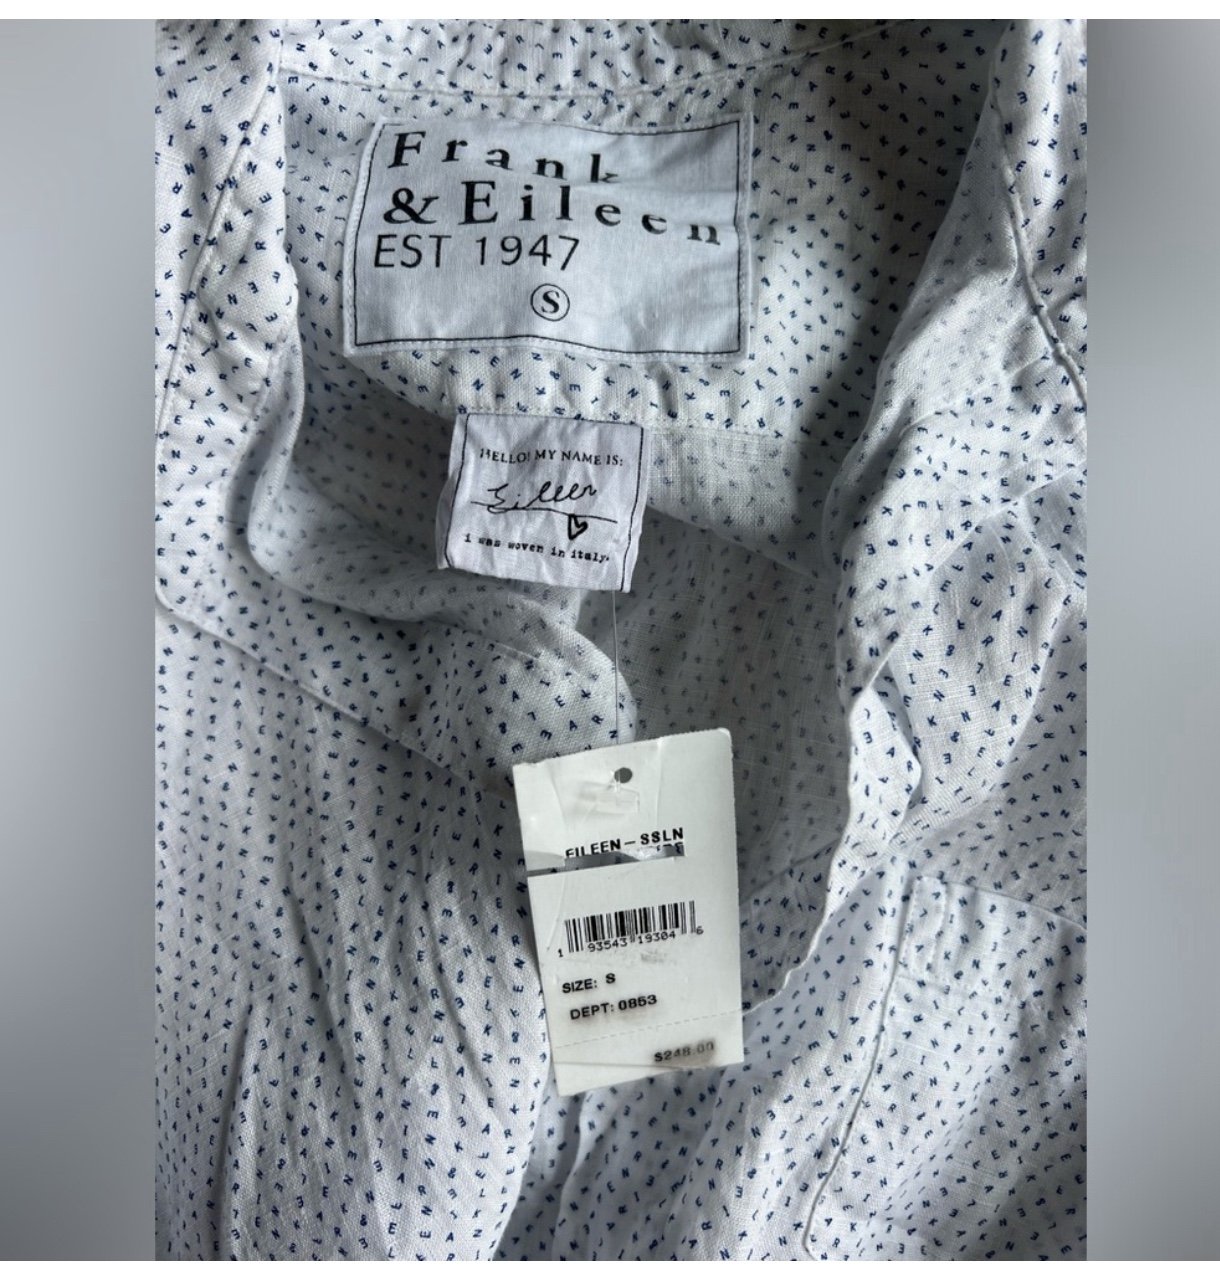 Frank
& Eileen
EST 1947
S
HELLO! MY NAME IS:
Eileen
i was woven in italy.
EILEEN - SSLN
1 93543 19304 6
SIZE: S
DEPT: 0853
$248.00